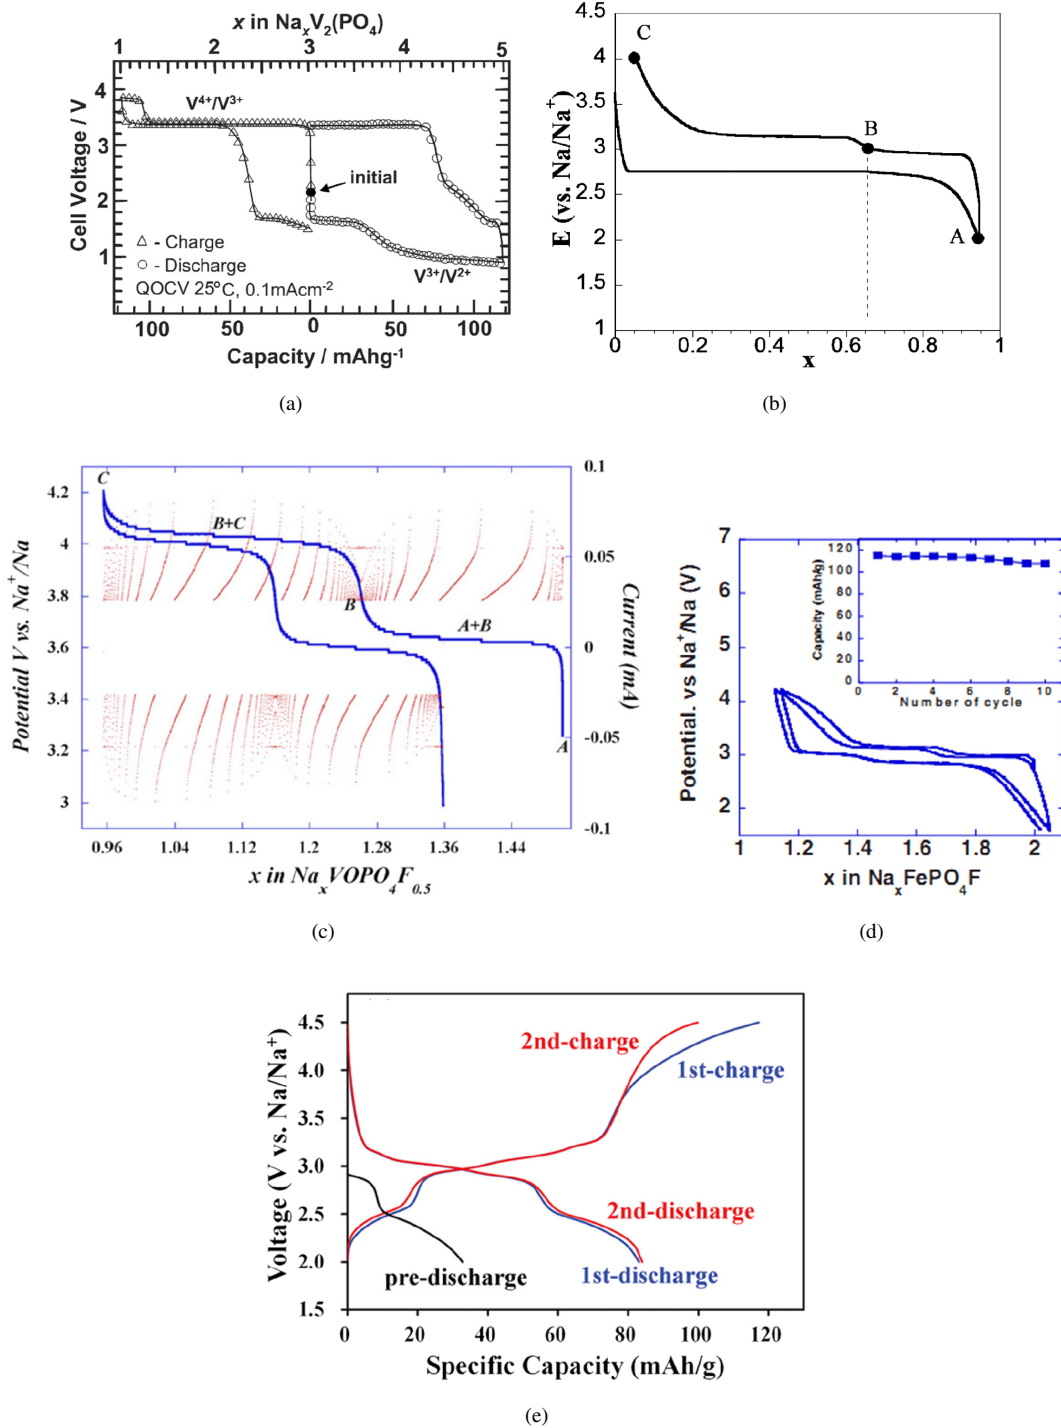 x in NaxV2(PO4)
1 2 3 4 5
4
3
2
1
Cell Voltage / V
V4+/V3+
initial
△ - Charge
○ - Discharge
QOCV 25°C, 0.1mAcm-2
V3+/V2+
100 50 0 50 100
Capacity / mAhg-1
(a)
4.5
4
3.5
3
2.5
2
1.5
1
E (vs. Na/Na+)
C
B
A
0 0.2 0.4 0.6 0.8 1
x
(b)
4.2
4
3.8
3.6
3.4
3.2
3
Potential V vs. Na+/Na
C
B+C
B
A+B
A
0.1
0.05
0
-0.05
-0.1
Current (mA)
0.96 1.04 1.12 1.2 1.28 1.36 1.44
x in NaxVOPO4F0.5
(c)
7
6
5
4
3
2
Potential. vs Na+/Na (V)
120
100
80
60
40
20
0
Capacity (mAh/g)
0 2 4 6 8 10
Number of cycle
1 1.2 1.4 1.6 1.8 2
x in NaxFePO4F
(d)
4.5
4.0
3.5
3.0
2.5
2.0
1.5
Voltage (V vs. Na/Na+)
2nd-charge
1st-charge
2nd-discharge
pre-discharge
1st-discharge
0 20 40 60 80 100 120
Specific Capacity (mAh/g)
(e)